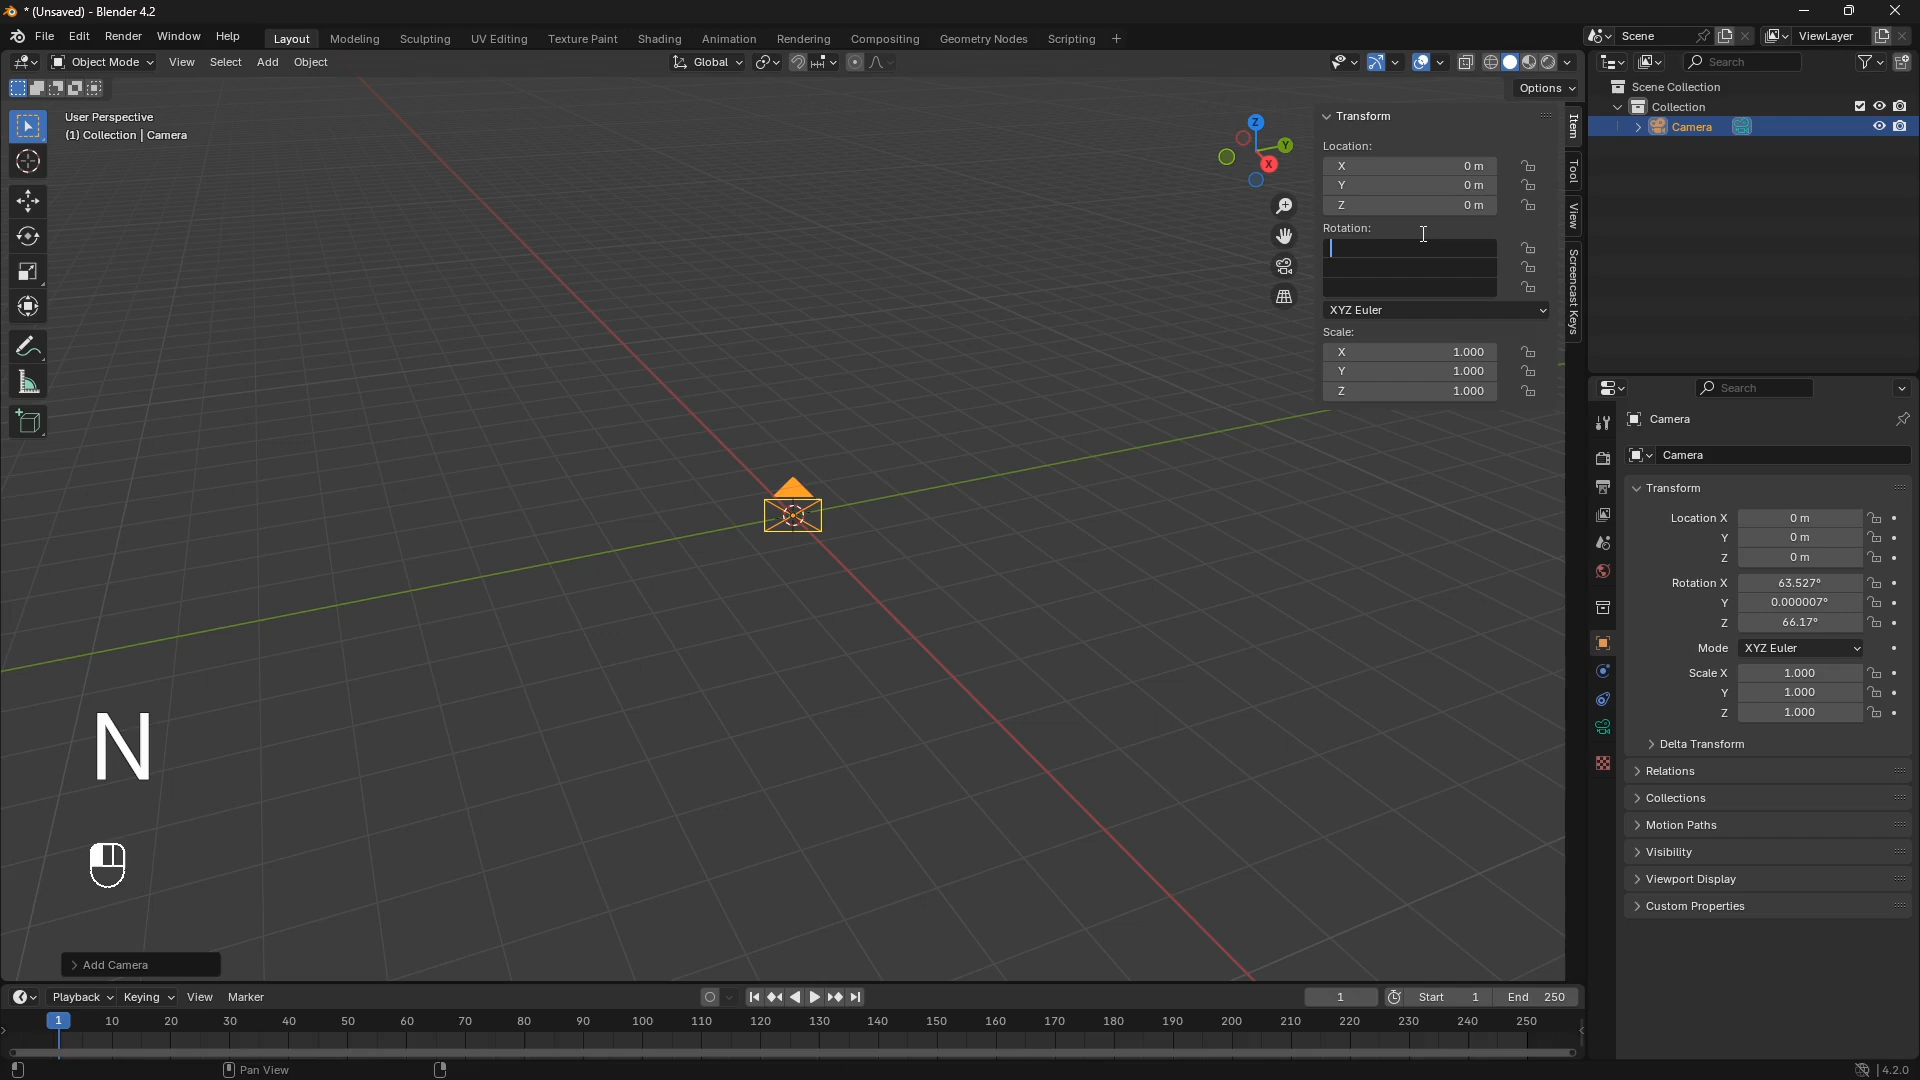 * (Unsaved) - Blender 4.2
File Edit Render Window Help Layout Modeling Sculpting UV Editing Texture Paint Shading Animation Rendering Compositing Geometry Nodes Scripting + Scene ViewLayer
Object Mode View Select Add Object Global Search
Options
User Perspective
(1) Collection | Camera
Z
Y
X
Transform
Location:
X 0 m
Y 0 m
Z 0 m
Rotation:
XYZ Euler
Scale:
X 1.000
Y 1.000
Z 1.000
Item
Tool
View
Screencast Keys
Scene Collection
Collection
Camera
Search
Camera
Camera
Transform
Location X 0 m
Y 0 m
Z 0 m
Rotation X 63.527°
Y 0.000007°
Z 66.17°
Mode XYZ Euler
Scale X 1.000
Y 1.000
Z 1.000
Delta Transform
Relations
Collections
Motion Paths
Visibility
Viewport Display
Custom Properties
N
Add Camera
Playback Keying View Marker 1 Start 1 End 250
1 10 20 30 40 50 60 70 80 90 100 110 120 130 140 150 160 170 180 190 200 210 220 230 240 250
Pan View 4.2.0